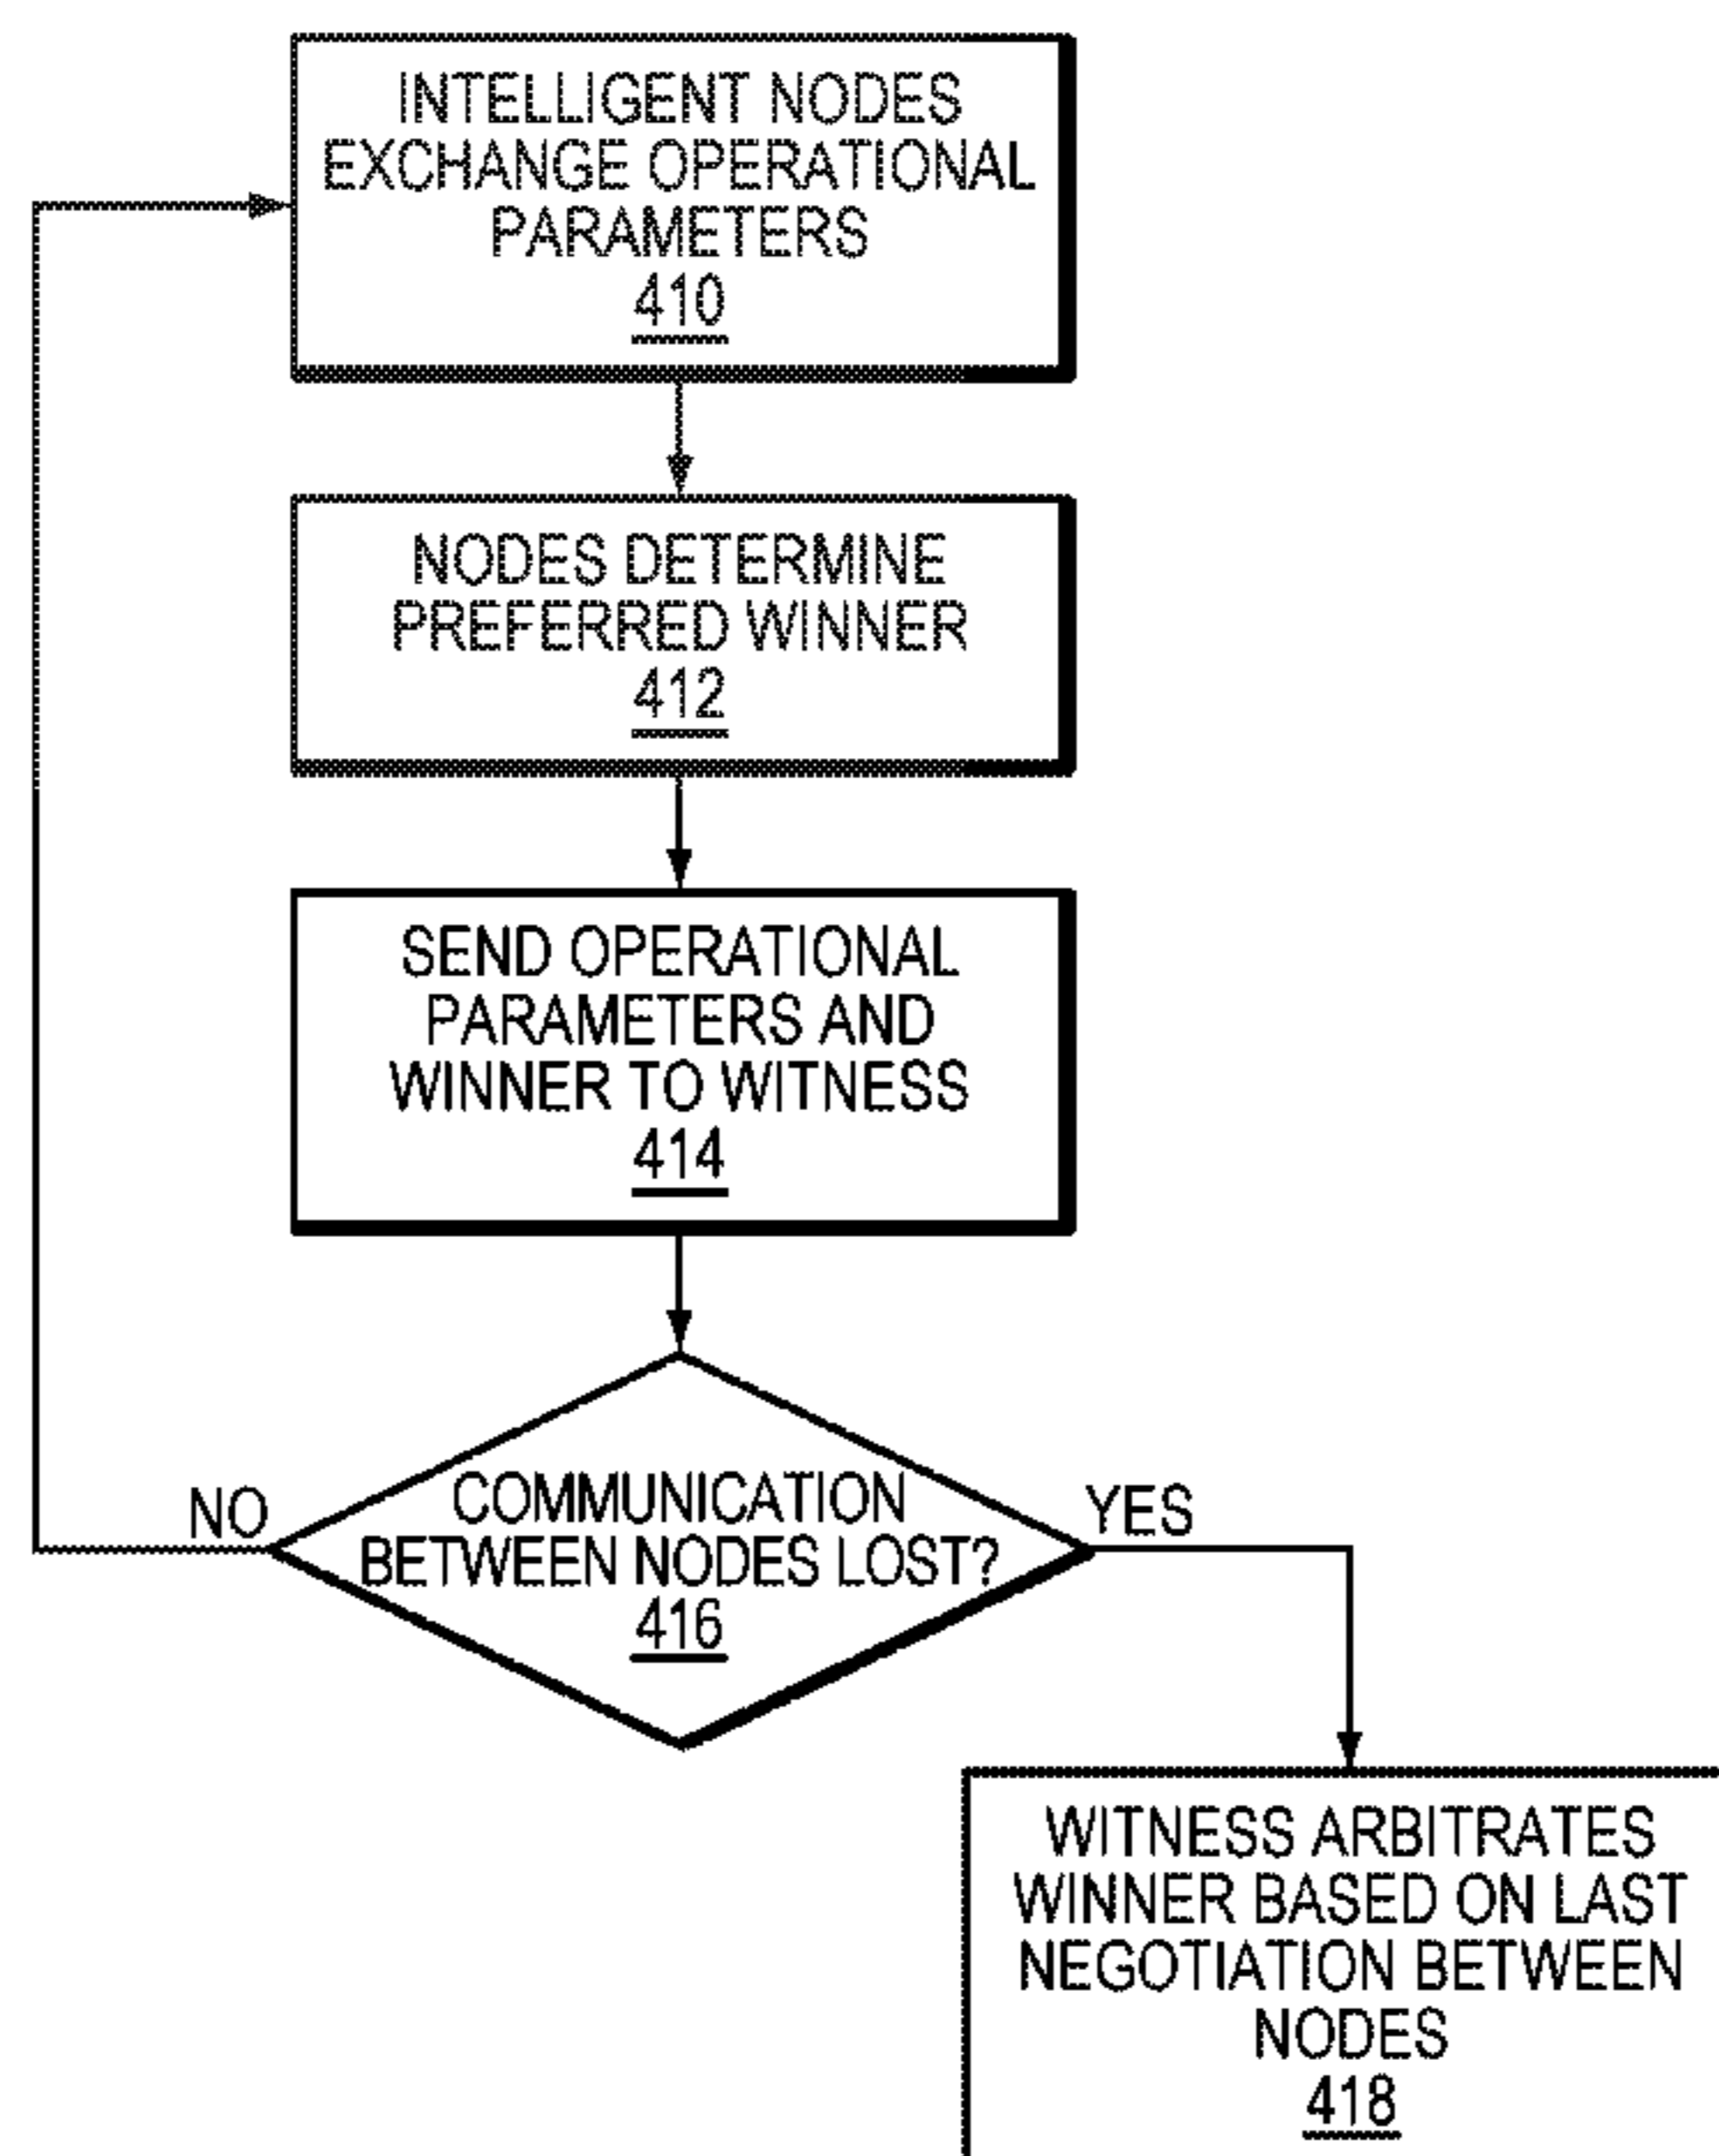 INTELLIGENT NODES
EXCHANGE OPERATIONAL
PARAMETERS
410
NODES DETERMINE
PREFERRED WINNER
412
SEND OPERATIONAL
PARAMETERS AND
WINNER TO WITNESS
414
COMMUNICATION
BETWEEN NODES LOST?
416
NO
YES
WITNESS ARBITRATES
WINNER BASED ON LAST
NEGOTIATION BETWEEN
NODES
418